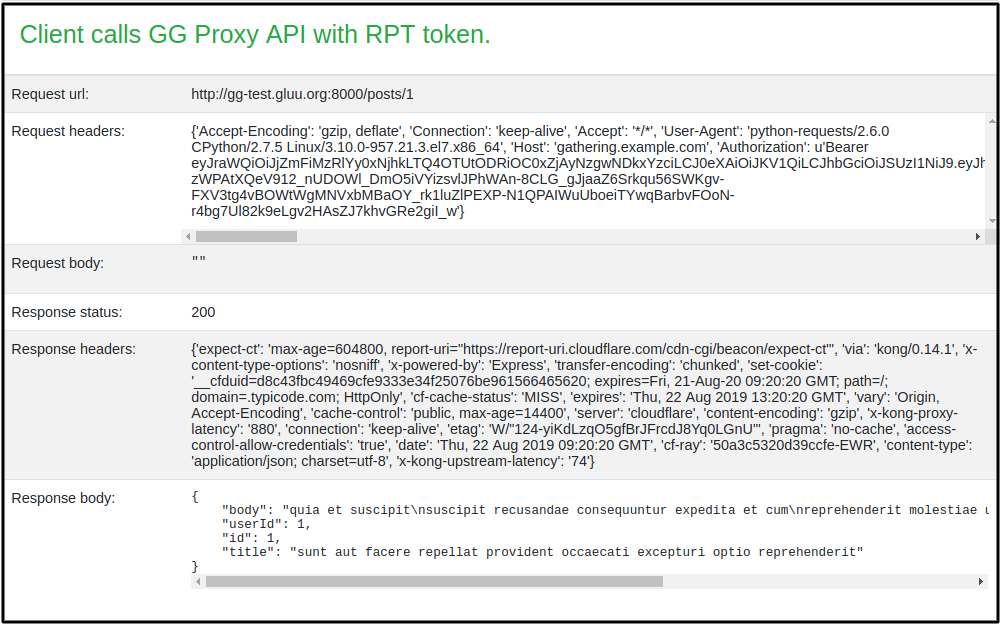 Client calls GG Proxy API with RPT token.
Request url: http://gg-test.gluu.org:8000/posts/1
Request headers: {'Accept-Encoding': 'gzip, deflate', 'Connection': 'keep-alive', 'Accept': '*/*', 'User-Agent': 'python-requests/2.6.0
CPython/2.7.5 Linux/3.10.0-957.21.3.el7.x86_64', 'Host': 'gathering.example.com', 'Authorization': u'Bearer
eyJraWQiOiJjZmFiMzRlYy0xNjhkLTQ4OTUtODRiOC0xZjAyNzgwNDkxYzciLCJ0eXAiOiJKV1QiLCJhbGciOiJSUzI1NiJ9.eyJh
zWPAtXQeV912_nUDOWl_DmO5iVYizsvlJPhWAn-8CLG_gJjaaZ6Srkqu56SWKgv-
FXV3tg4vBOWtWgMNVxbMBaOY_rk1luZlPEXP-N1QPAIWuUboeiTYwqBarbvFOoN-
r4bg7Ul82k9eLgv2HAsZJ7khvGRe2giI_w'}
Request body: ""
Response status: 200
Response headers: {'expect-ct': 'max-age=604800, report-uri="https://report-uri.cloudflare.com/cdn-cgi/beacon/expect-ct"', 'via': 'kong/0.14.1', 'x-
content-type-options': 'nosniff', 'x-powered-by': 'Express', 'transfer-encoding': 'chunked', 'set-cookie':
'__cfduid=d8c43fbc49469cfe9333e34f25076be961566465620; expires=Fri, 21-Aug-20 09:20:20 GMT; path=/;
domain=.typicode.com; HttpOnly', 'cf-cache-status': 'MISS', 'expires': 'Thu, 22 Aug 2019 13:20:20 GMT', 'vary': 'Origin,
Accept-Encoding', 'cache-control': 'public, max-age=14400', 'server': 'cloudflare', 'content-encoding': 'gzip', 'x-kong-proxy-
latency': '880', 'connection': 'keep-alive', 'etag': 'W/"124-yiKdLzqO5gfBrJFrcdJ8Yq0LGnU"', 'pragma': 'no-cache', 'access-
control-allow-credentials': 'true', 'date': 'Thu, 22 Aug 2019 09:20:20 GMT', 'cf-ray': '50a3c5320d39ccfe-EWR', 'content-type':
'application/json; charset=utf-8', 'x-kong-upstream-latency': '74'}
Response body: {
"body": "quia et suscipit\nsuscipit recusandae consequuntur expedita et cum\nreprehenderit molestiae u
"userId": 1,
"id": 1,
"title": "sunt aut facere repellat provident occaecati excepturi optio reprehenderit"
}